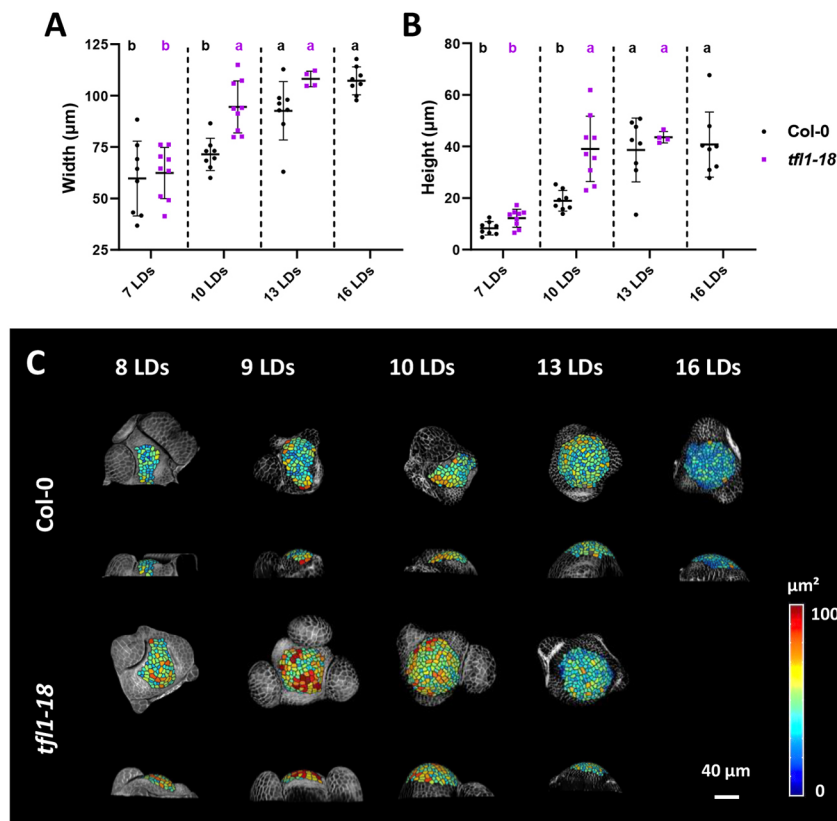 A
B
125
100
75
50
25
Width (µm)
b b b a a a a
7 LDs
10 LDs
13 LDs
16 LDs
80
60
40
20
0
Height (µm)
b b b a a a a
7 LDs
10 LDs
13 LDs
16 LDs
Col-0
tfl1-18
C
8 LDs 9 LDs 10 LDs 13 LDs 16 LDs
Col-0
tfl1-18
µm²
100
0
40 µm